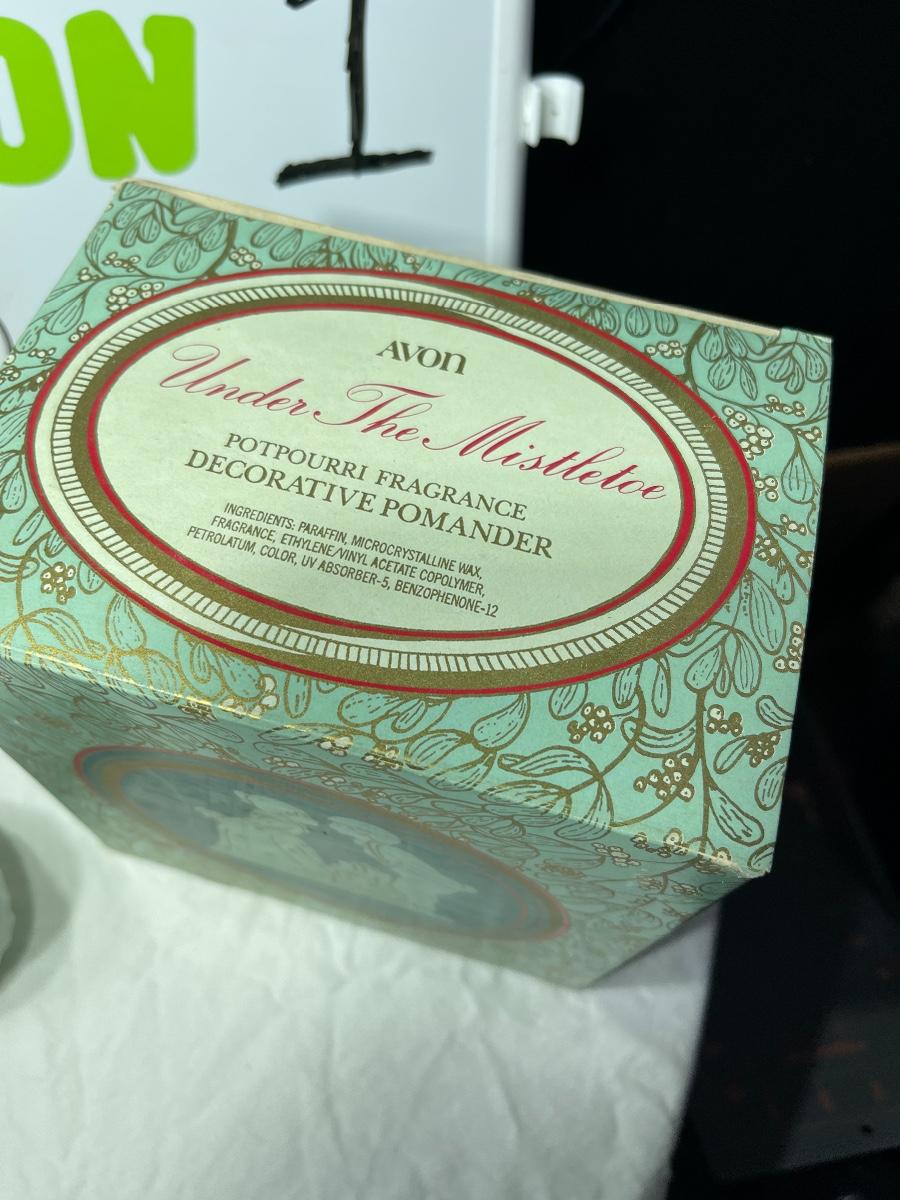 ON
I
AVON
Under The Mistletoe
POTPOURRI FRAGRANCE
DECORATIVE POMANDER
INGREDIENTS: PARAFFIN, MICROCRYSTALLINE WAX,
FRAGRANCE, ETHYLENE/VINYL ACETATE COPOLYMER,
PETROLATUM, COLOR, UV ABSORBER-5, BENZOPHENONE-12